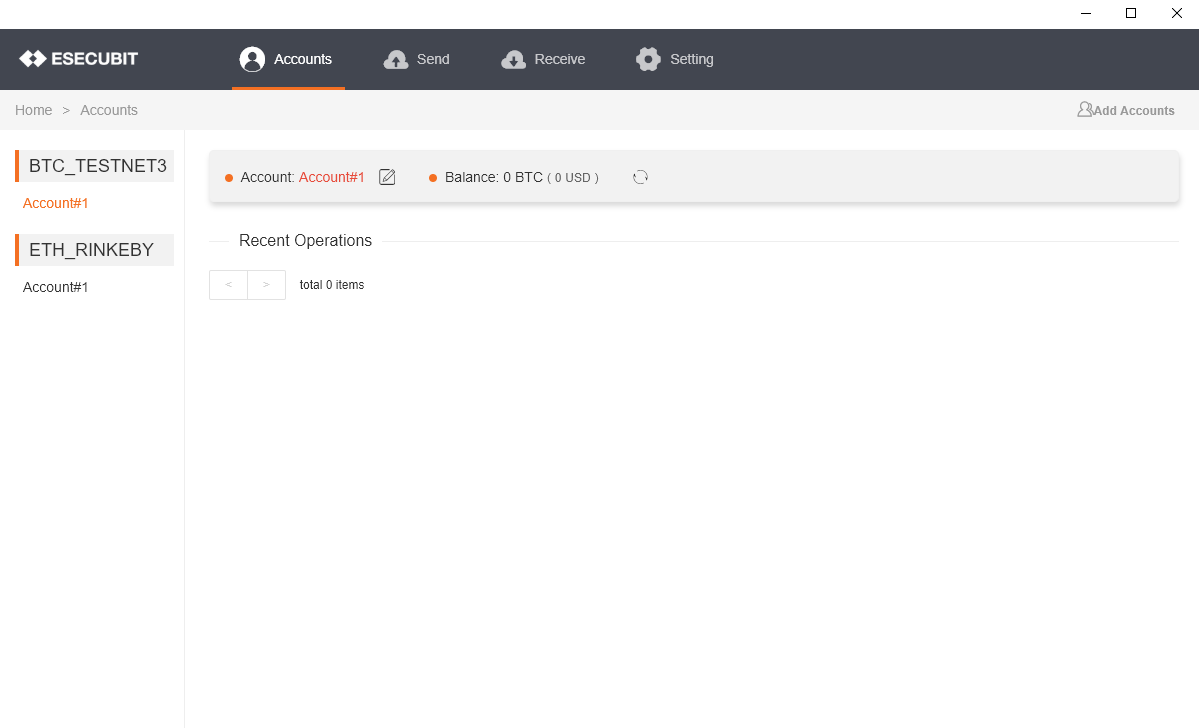 ESECUBIT
Accounts
Send
Receive
Setting
Home > Accounts
Add Accounts
BTC_TESTNET3
Account#1
ETH_RINKEBY
Account#1
Account: Account#1
Balance: 0 BTC ( 0 USD )
Recent Operations
< > total 0 items